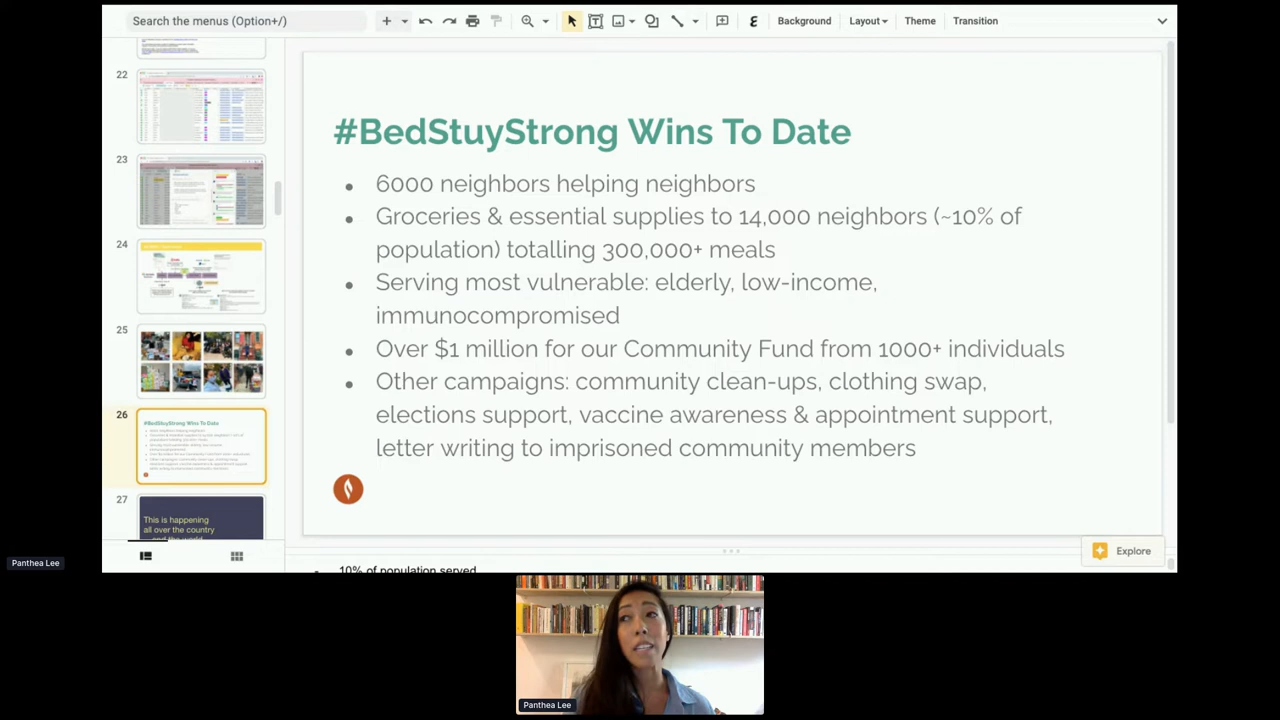 Search the menus (Option+/)
Background
Layout
Theme
Transition
22
23
24
25
26
#BedStuyStrong Wins To Date
27
This is happening
all over the country
#BedStuyStrong Wins To Date
6000 neighbors helping neighbors
Groceries & essential supplies to 14,000 neighbors (~10% of
population) totalling 300,000+ meals
Serving most vulnerable: elderly, low-income,
immunocompromised
Over $1 million for our Community Fund from 1000+ individuals
Other campaigns: community clean-ups, clothing swap,
elections support, vaccine awareness & appointment support,
letter writing to imprisoned community members
Explore
10% of population served
Panthea Lee
Panthea Lee